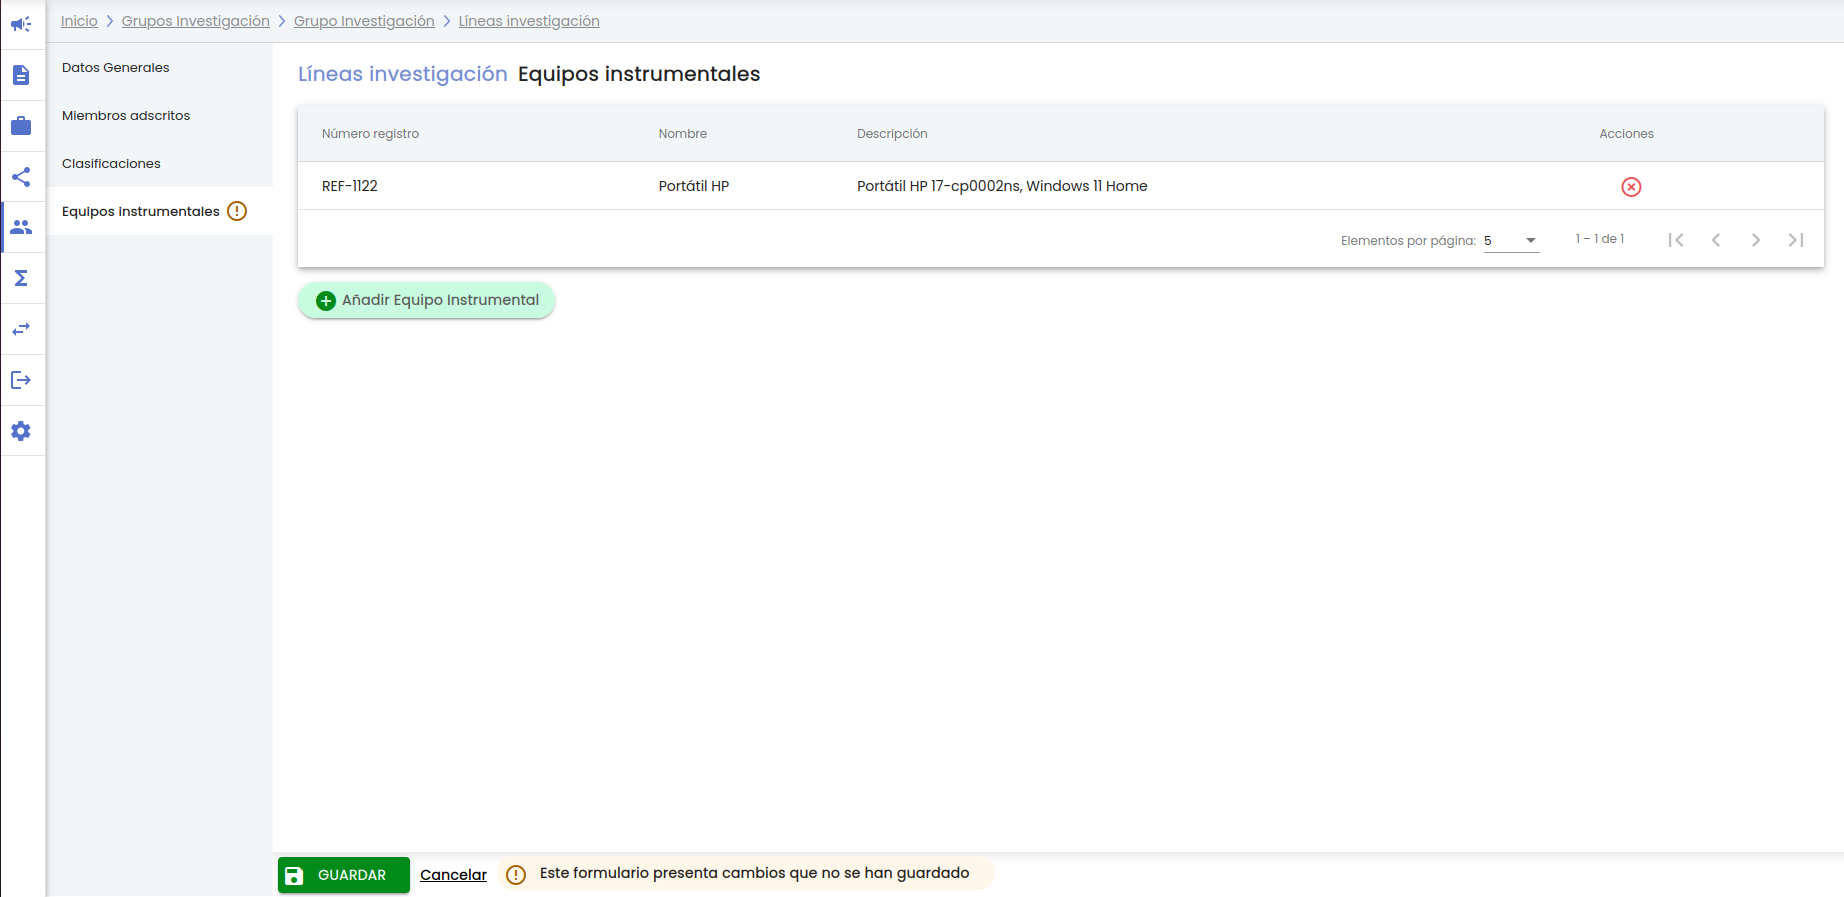 Inicio > Grupos Investigación > Grupo Investigación > Líneas investigación
Datos Generales
Miembros adscritos
Clasificaciones
Equipos Instrumentales
Líneas investigación Equipos instrumentales
Número registro Nombre Descripción Acciones
REF-1122 Portátil HP Portátil HP 17-cp0002ns, Windows 11 Home
Elementos por página: 5 1 – 1 de 1
Añadir Equipo Instrumental
GUARDAR Cancelar Este formulario presenta cambios que no se han guardado